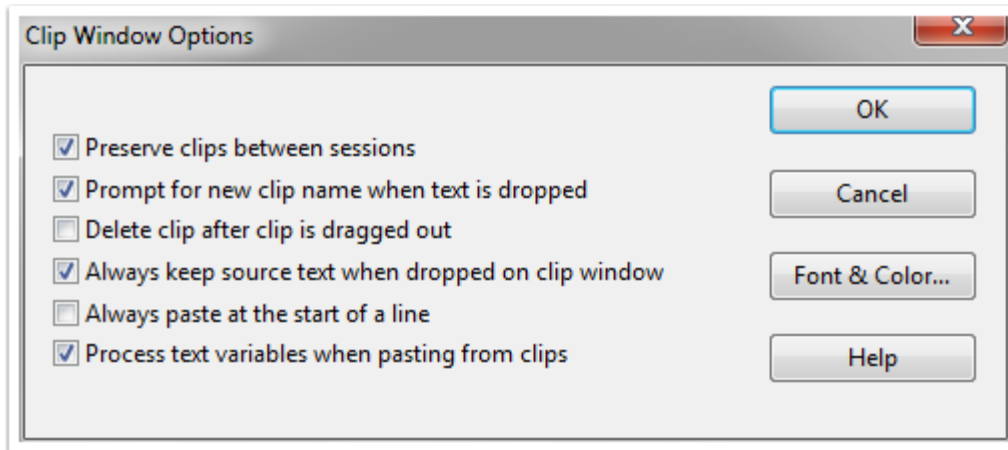 Clip Window Options
OK
Preserve clips between sessions
Prompt for new clip name when text is dropped
Cancel
Delete clip after clip is dragged out
Always keep source text when dropped on clip window
Font & Color...
Always paste at the start of a line
Process text variables when pasting from clips
Help